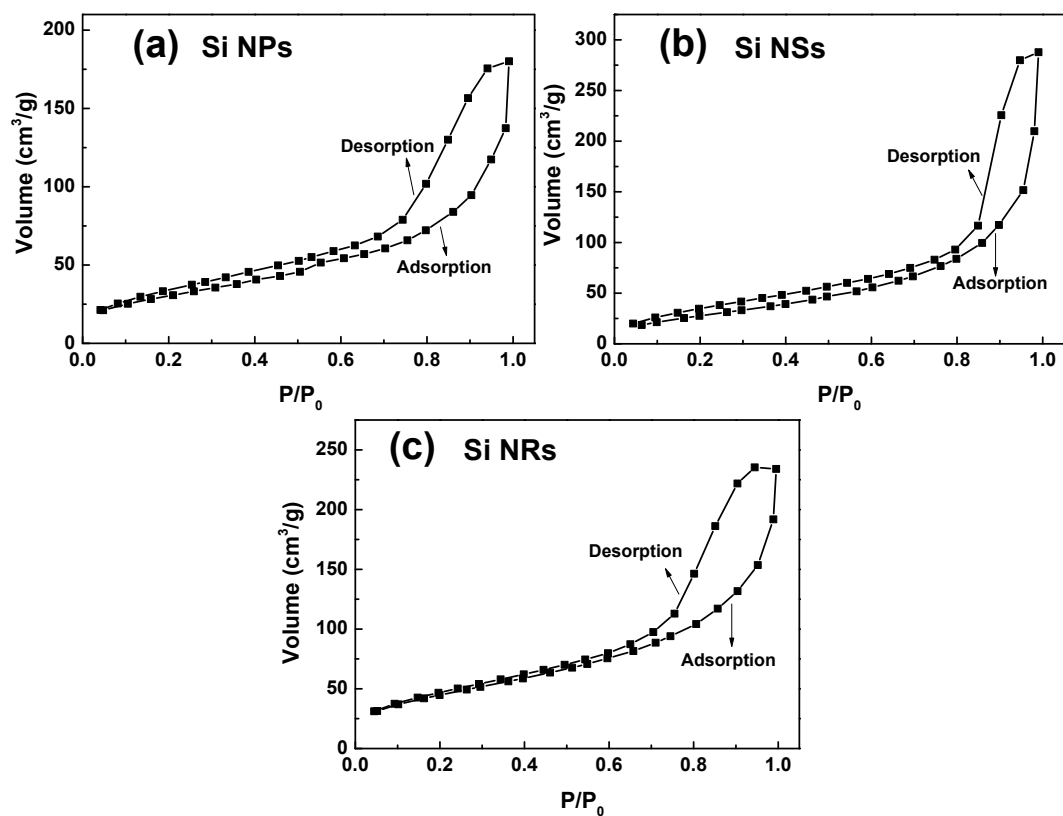 (a) Si NPs
200
150
100
50
0
Volume (cm³/g)
Desorption
Adsorption
0.0 0.2 0.4 0.6 0.8 1.0
P/P₀
(b) Si NSs
300
250
200
150
100
50
0
Volume (cm³/g)
Desorption
Adsorption
0.0 0.2 0.4 0.6 0.8 1.0
P/P₀
(c) Si NRs
250
200
150
100
50
0
Volume (cm³/g)
Desorption
Adsorption
0.0 0.2 0.4 0.6 0.8 1.0
P/P₀